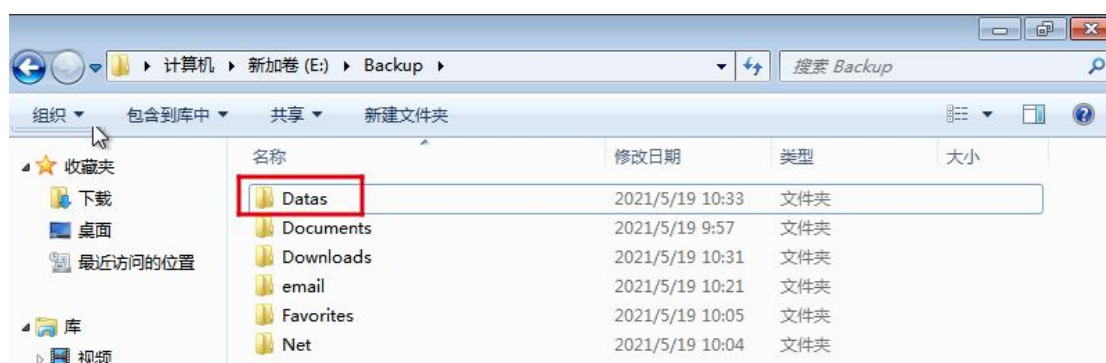 计算机 新加卷 (E:) Backup 搜索 Backup
组织 包含到库中 共享 新建文件夹
收藏夹
下载
桌面
最近访问的位置
库
视频
名称 修改日期 类型 大小
Datas 2021/5/19 10:33 文件夹
Documents 2021/5/19 9:57 文件夹
Downloads 2021/5/19 10:31 文件夹
email 2021/5/19 10:21 文件夹
Favorites 2021/5/19 10:05 文件夹
Net 2021/5/19 10:04 文件夹